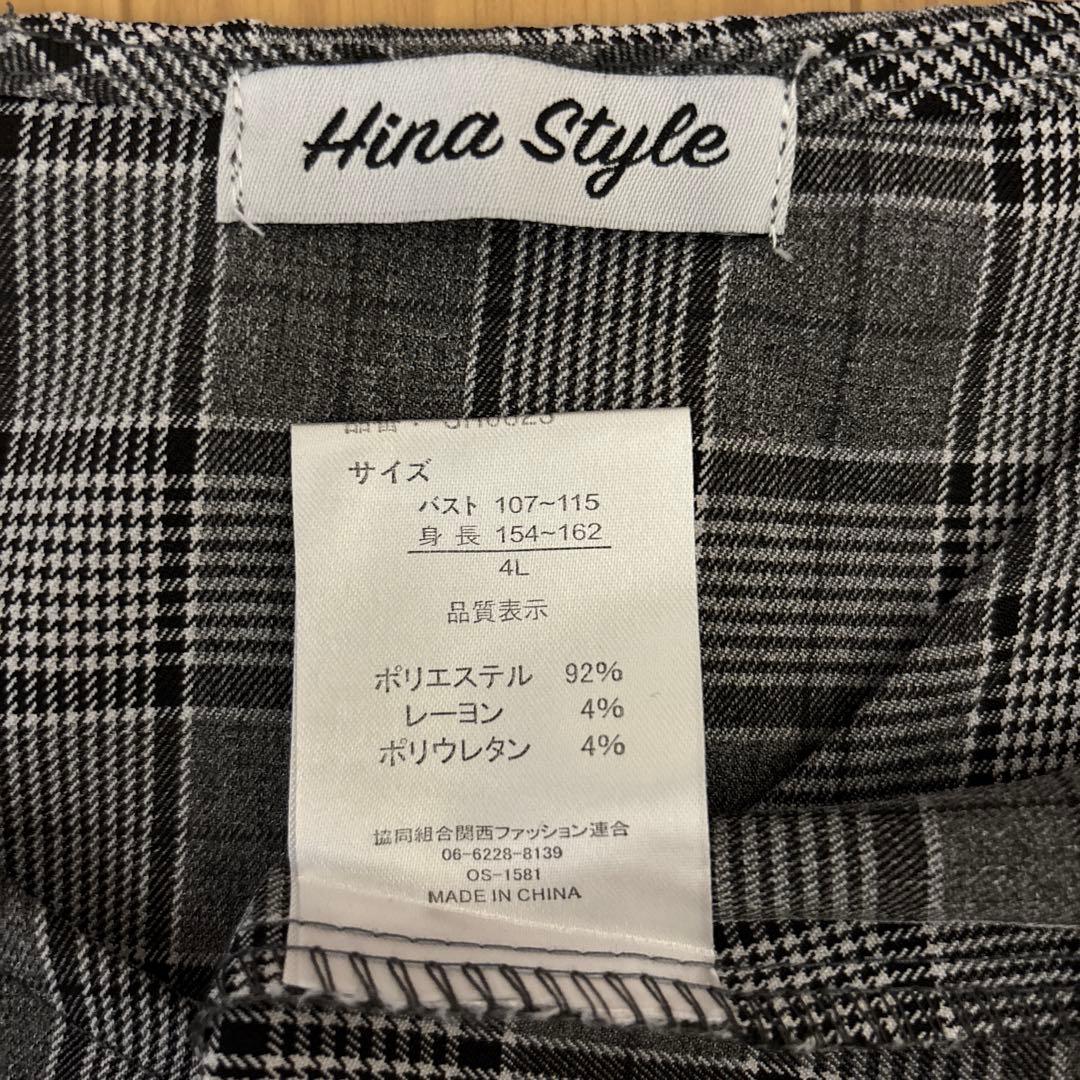 Hina Style
サイズ
バスト 107~115
身長 154~162
4L
品質表示
ポリエステル 92%
レーヨン 4%
ポリウレタン 4%
協同組合関西ファッション連合
06-6228-8139
OS-1581
MADE IN CHINA